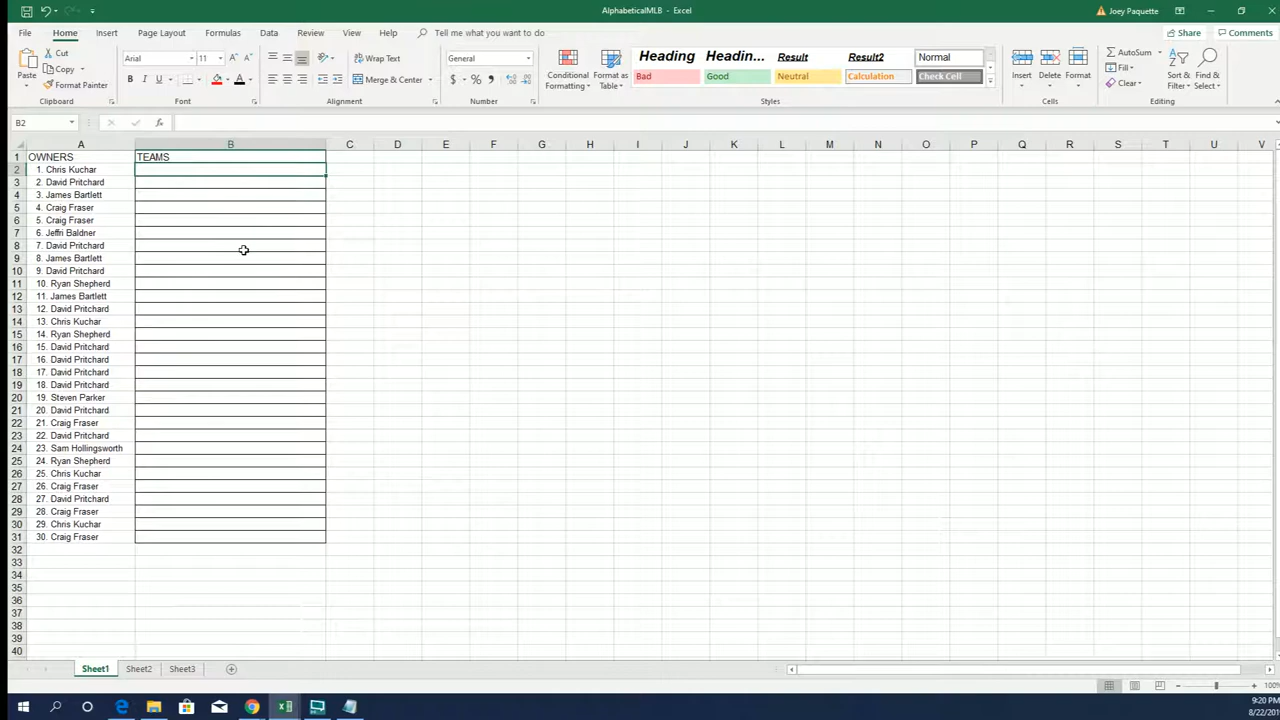 AlphabeticalMLB - Excel
Joey Paquette
File Home Insert Page Layout Formulas Data Review View Help Tell me what you want to do
Share Comments
Paste
Cut
Copy
Format Painter
Clipboard
Arial 11
B I U
Font
Wrap Text
Merge & Center
Alignment
General
$ % ,
Number
Conditional Formatting
Format as Table
Heading Headin... Result Result2 Normal
Bad Good Neutral Calculation Check Cell
Styles
Insert Delete Format
Cells
AutoSum
Fill
Clear
Sort & Filter
Find & Select
Editing
B2
fx
A B C D E F G H I J K L M N O P Q R S T U V
1 OWNERS TEAMS
2 1. Chris Kuchar
3 2. David Pritchard
4 3. James Bartlett
5 4. Craig Fraser
6 5. Craig Fraser
7 6. Jeffri Baldner
8 7. David Pritchard
9 8. James Bartlett
10 9. David Pritchard
11 10. Ryan Shepherd
12 11. James Bartlett
13 12. David Pritchard
14 13. Chris Kuchar
15 14. Ryan Shepherd
16 15. David Pritchard
17 16. David Pritchard
18 17. David Pritchard
19 18. David Pritchard
20 19. Steven Parker
21 20. David Pritchard
22 21. Craig Fraser
23 22. David Pritchard
24 23. Sam Hollingsworth
25 24. Ryan Shepherd
26 25. Chris Kuchar
27 26. Craig Fraser
28 27. David Pritchard
29 28. Craig Fraser
30 29. Chris Kuchar
31 30. Craig Fraser
32
33
34
35
36
37
38
39
40
Sheet1 Sheet2 Sheet3
100%
9:20 PM
8/22/201